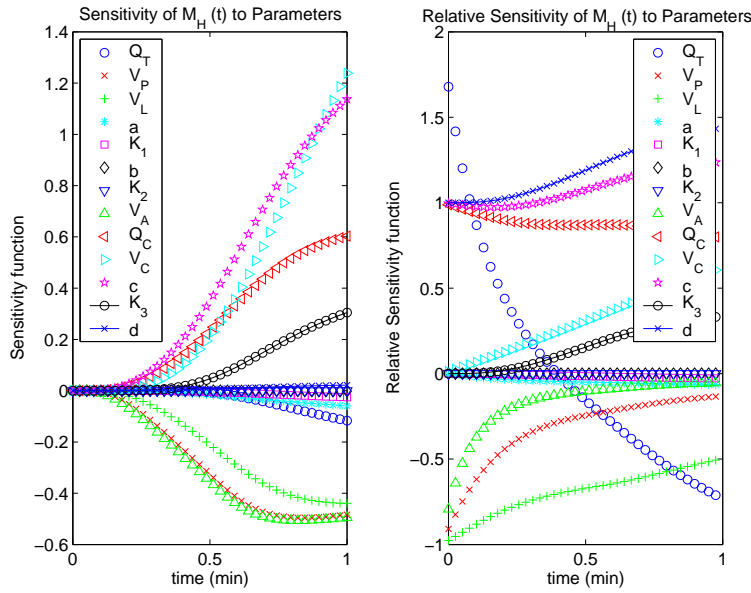 Sensitivity of M_H (t) to Parameters
1.4
1.2
1
0.8
0.6
0.4
0.2
0
−0.2
−0.4
−0.6
0
0.5
1
time (min)
Sensitivity function
Q_T
V_P
V_L
a
K_1
b
K_2
V_A
Q_C
V_C
c
K_3
d
Relative Sensitivity of M_H (t) to Parameters
2
1.5
1
0.5
0
−0.5
−1
0
0.5
1
time (min)
Relative Sensitivity function
Q_T
V_P
V_L
a
K_1
b
K_2
V_A
Q_C
V_C
c
K_3
d